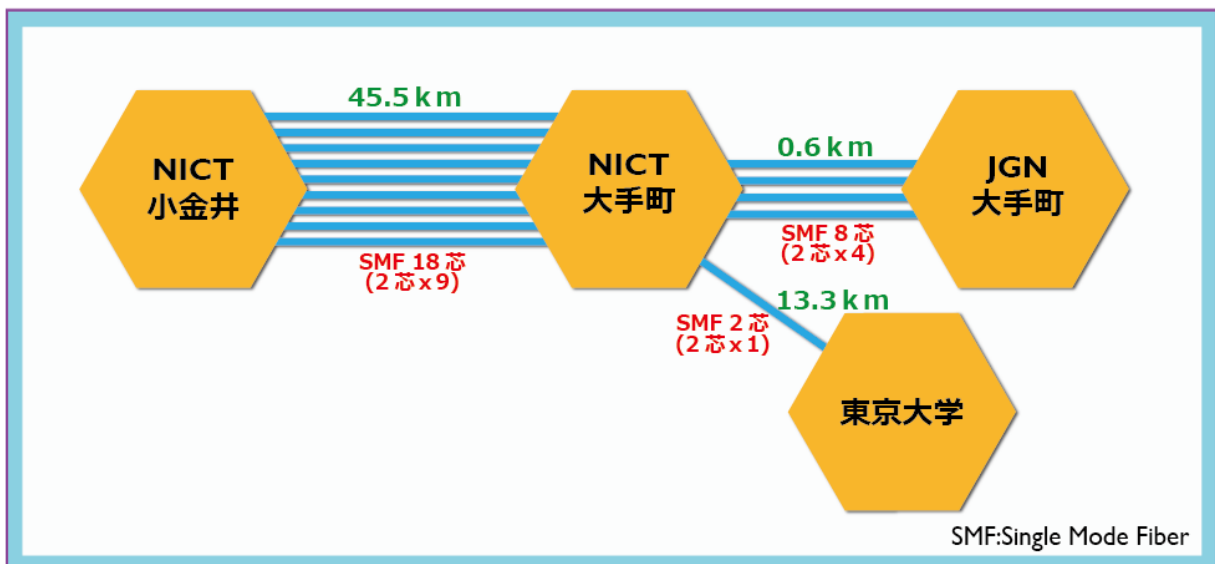 45.5 km
NICT
小金井
NICT
大手町
0.6 km
JGN
大手町
SMF 18 芯
(2 芯 x 9)
SMF 8 芯
(2 芯 x 4)
13.3 km
SMF 2 芯
(2 芯 x 1)
東京大学
SMF:Single Mode Fiber